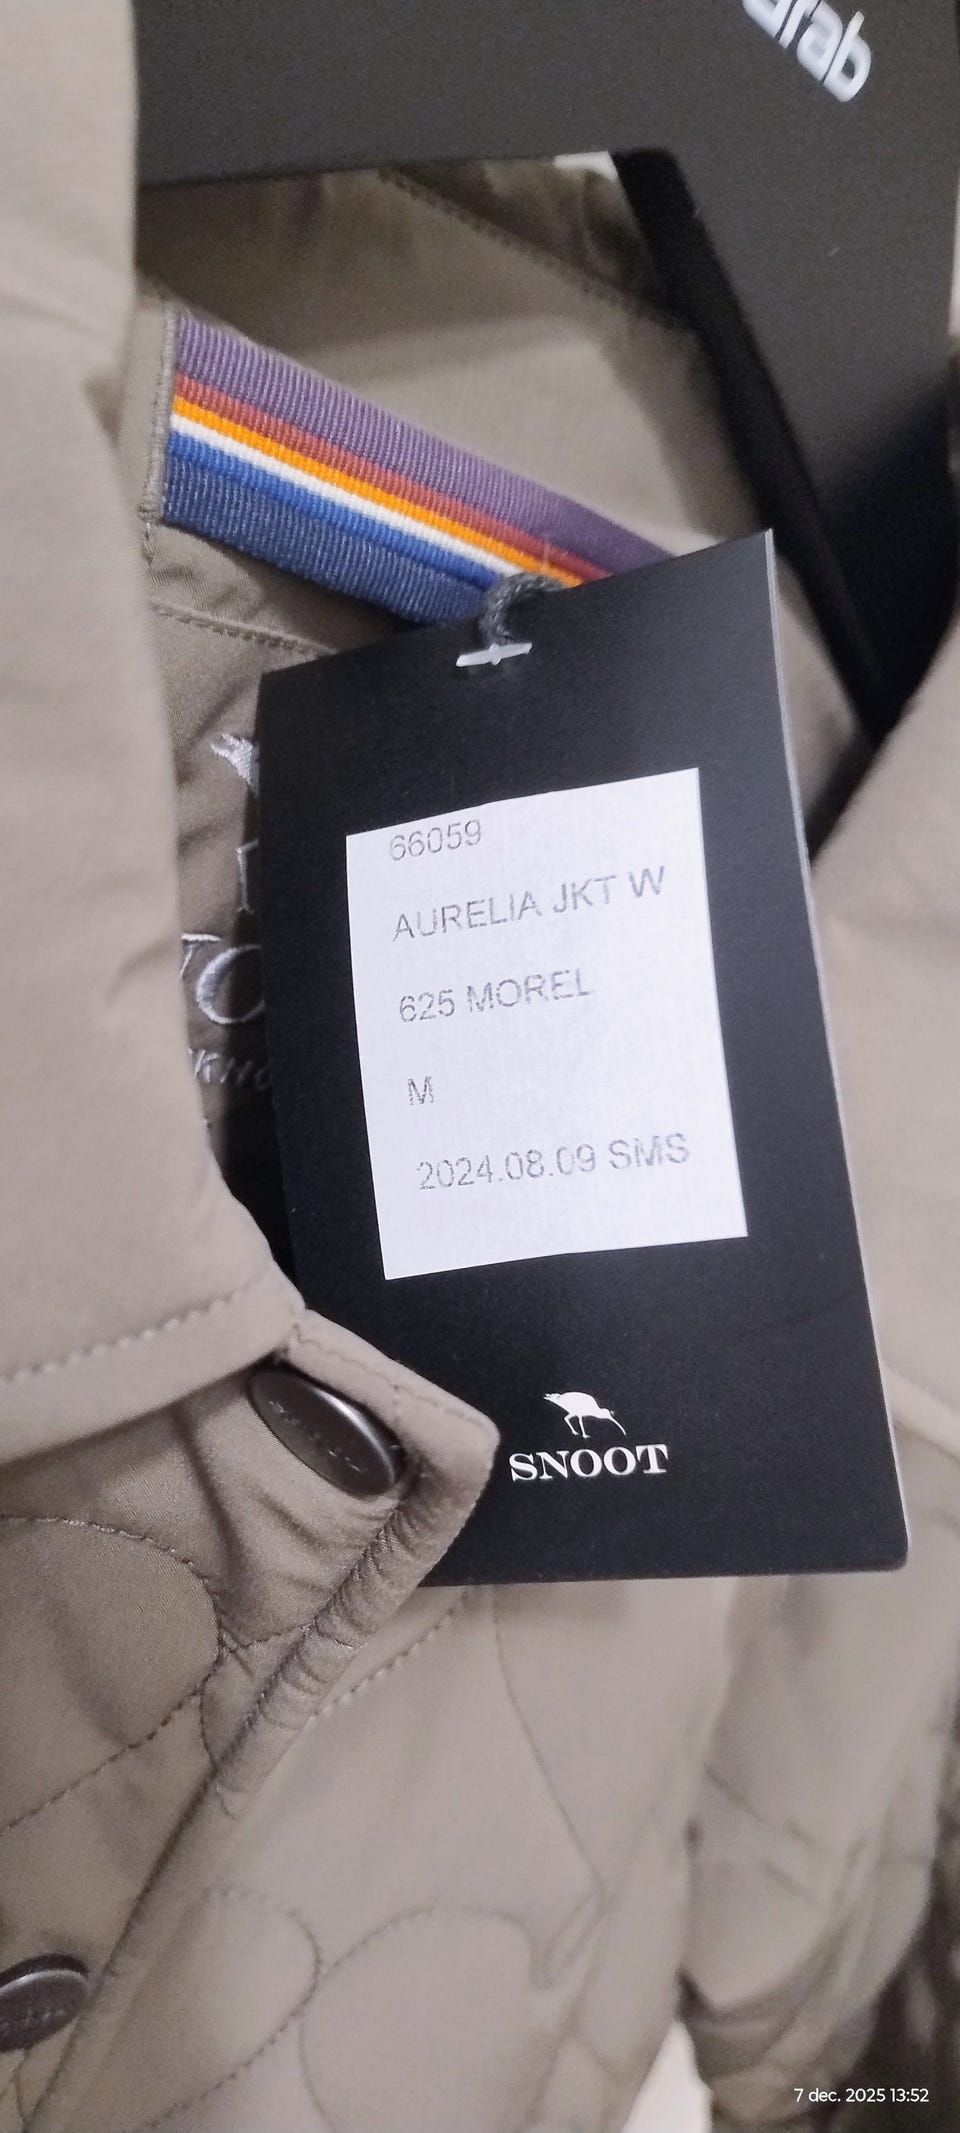 arab
66059
AURELIA JKT W
625 MOREL
M
2024.08.09 SMS
SNOOT
7 dec. 2025 13:52